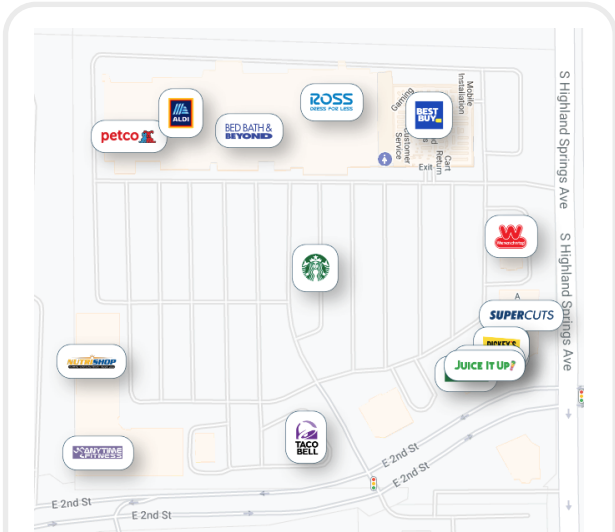 ROSS
DRESS FOR LESS
Mobile
Installation
Gaming
BEST
BUY
ALDI
petco
BED BATH &
BEYOND
Customer
Service
Cart
Return
Exit
S Highland Springs Ave
W
Wienerschnitzel
S Highland Springs Ave
A
SUPERCUTS
DICKEY'S
JUICE IT UP!
NUTRISHOP
TACO
BELL
ANYTIME
FITNESS
E 2nd St
E 2nd St
E 2nd St
E 2nd St